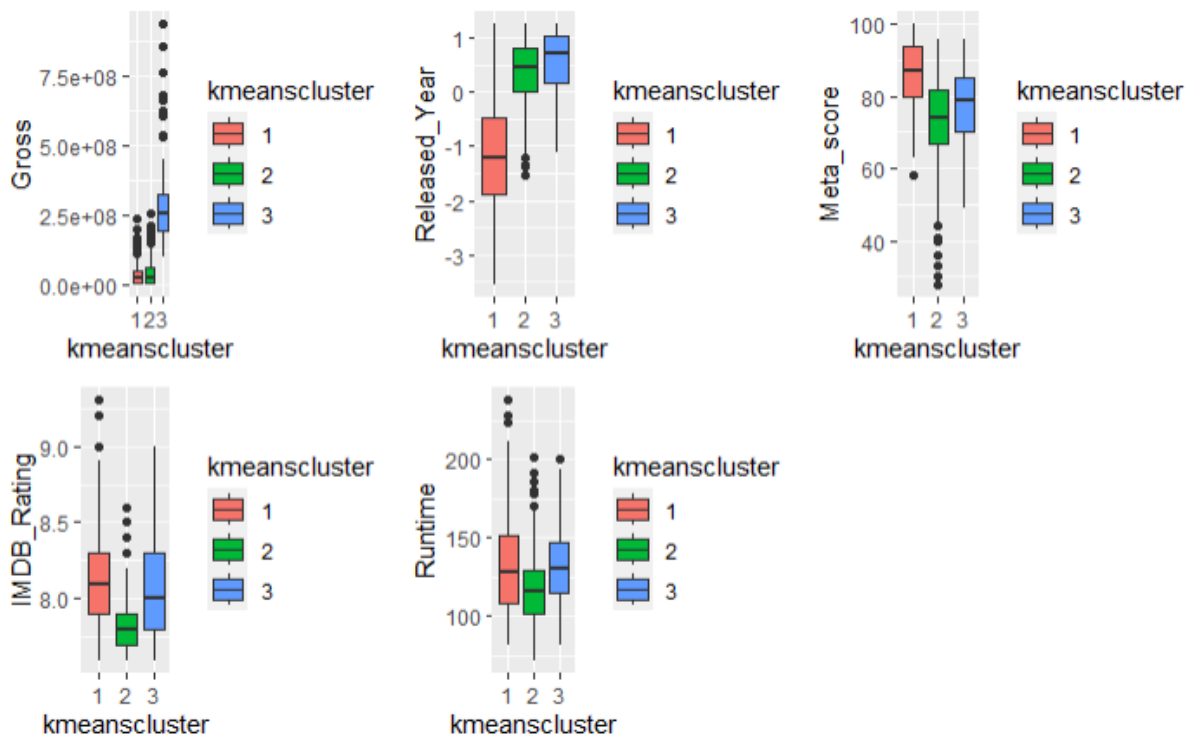 Gross
7.5e+08
5.0e+08
2.5e+08
0.0e+00
123
kmeanscluster
kmeanscluster
1
2
3
Released_Year
1
0
-1
-2
-3
1 2 3
kmeanscluster
kmeanscluster
1
2
3
Meta_score
100
80
60
40
1 2 3
kmeanscluster
kmeanscluster
1
2
3
IMDB_Rating
9.0
8.5
8.0
1 2 3
kmeanscluster
kmeanscluster
1
2
3
Runtime
200
150
100
1 2 3
kmeanscluster
kmeanscluster
1
2
3